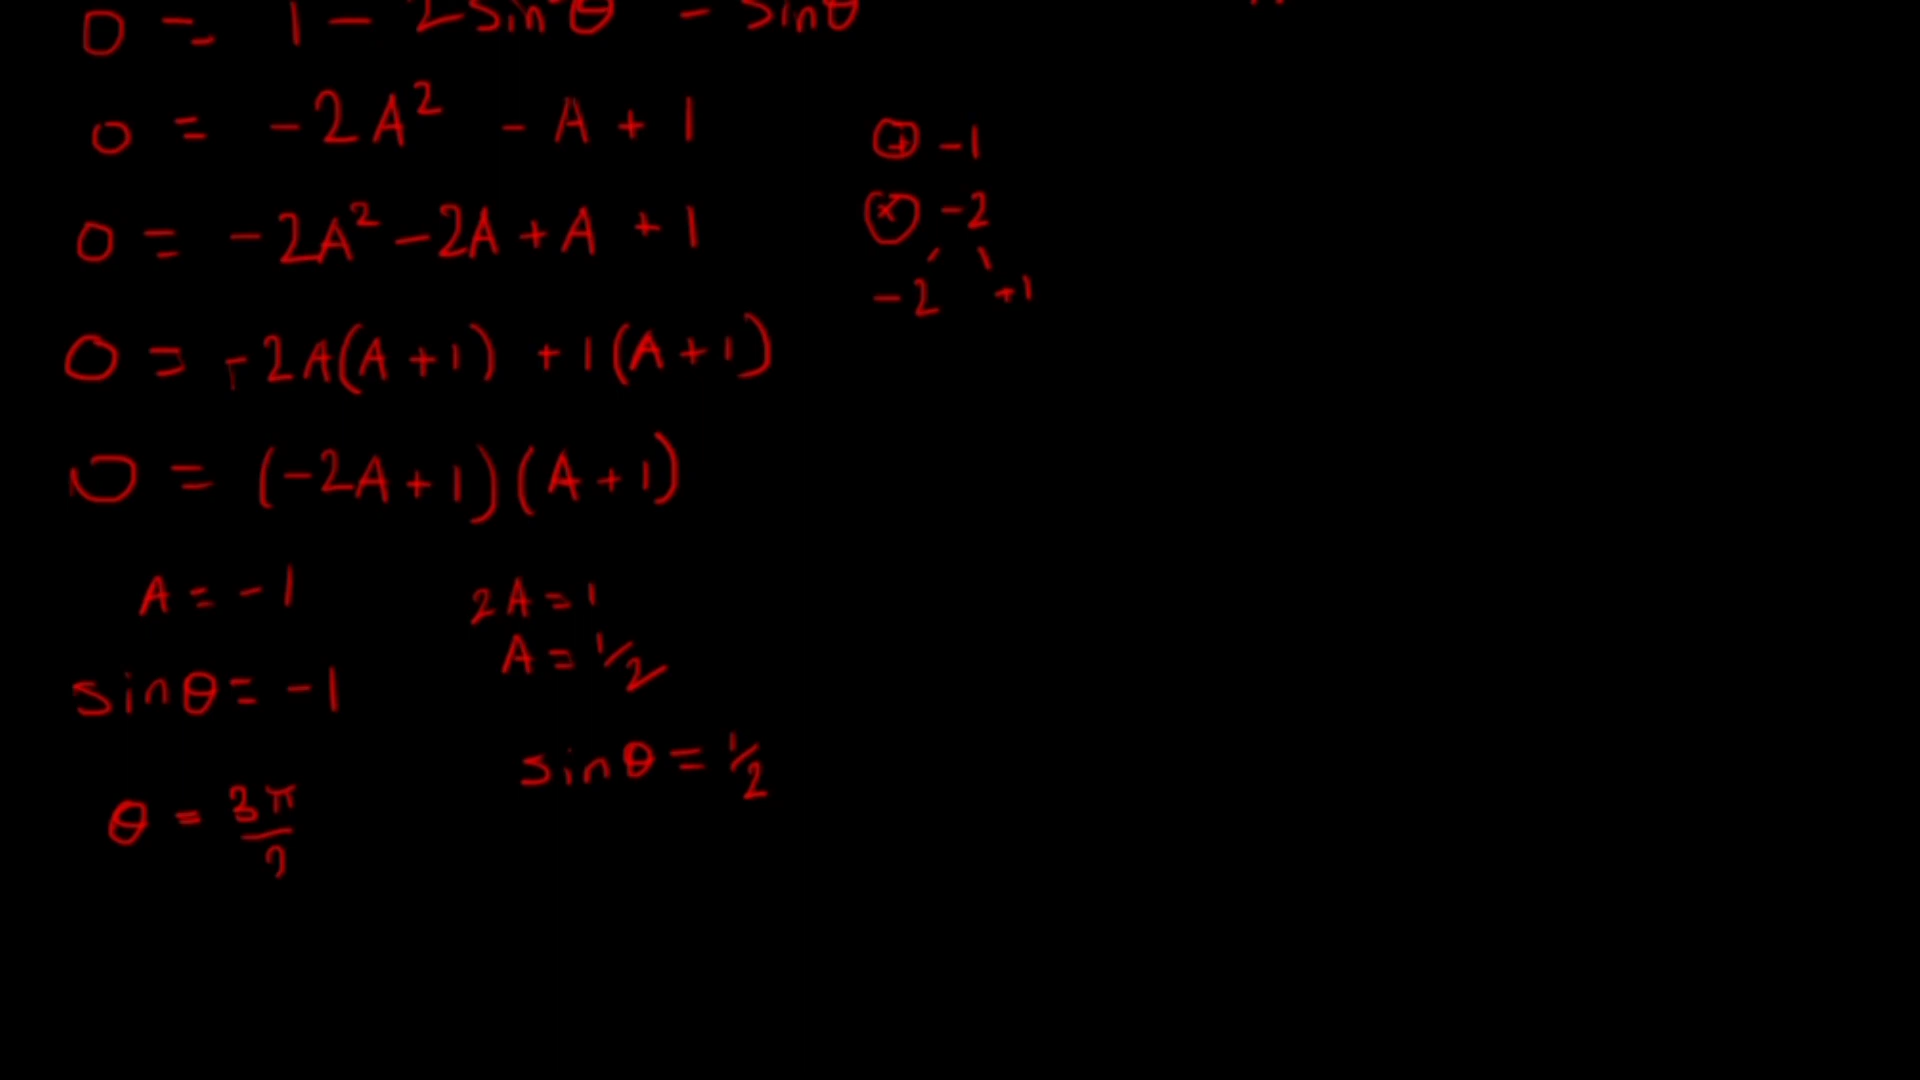 0 = 1 - 2sin²θ - sinθ
0 = -2A² - A + 1
⊕ -1
0 = -2A² - 2A + A + 1
⊗ -2
-2 +1
0 = -2A(A + 1) + 1(A + 1)
0 = (-2A + 1)(A + 1)
A = -1
2A = 1
A = 1/2
sinθ = -1
sinθ = 1/2
θ = 3π/2